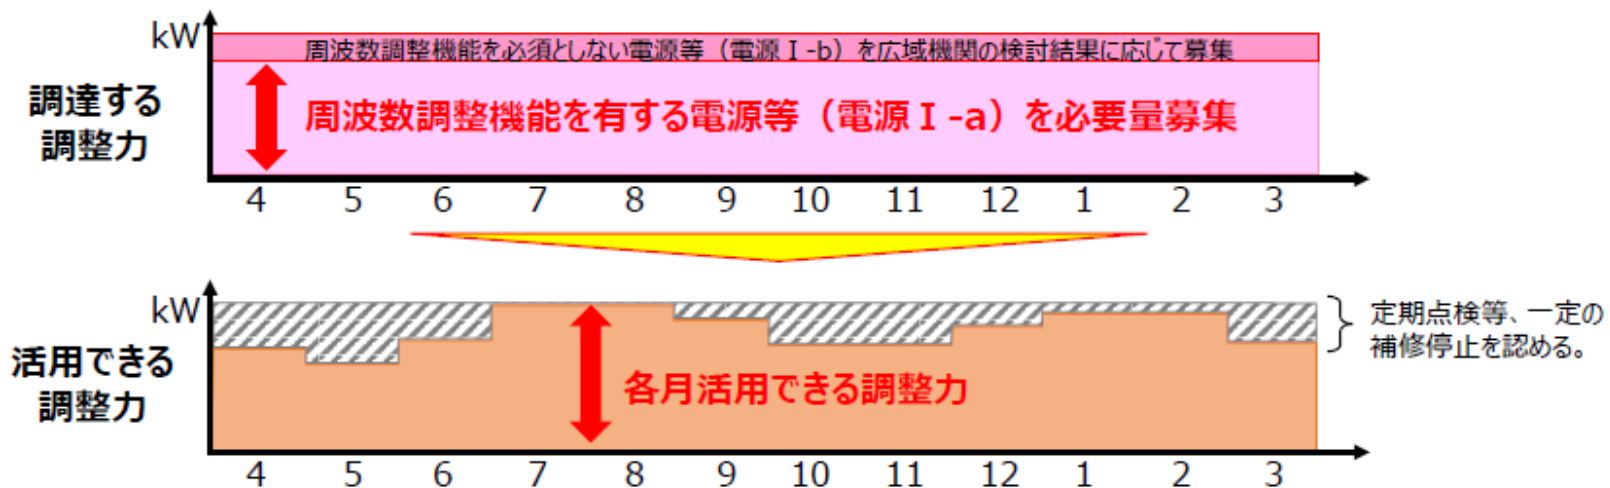 kW
周波数調整機能を必須としない電源等（電源Ⅰ-b）を広域機関の検討結果に応じて募集
調達する
調整力
周波数調整機能を有する電源等（電源Ⅰ-a）を必要量募集
4 5 6 7 8 9 10 11 12 1 2 3
kW
定期点検等、一定の
補修停止を認める。
活用できる
調整力
各月活用できる調整力
4 5 6 7 8 9 10 11 12 1 2 3